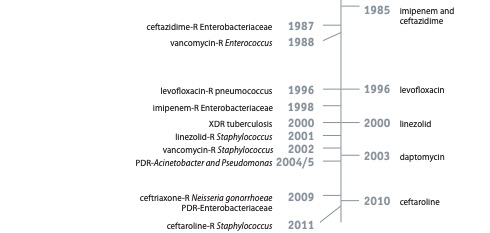 1985 imipenem and
ceftazidime
ceftazidime-R Enterobacteriaceae 1987
vancomycin-R Enterococcus 1988
levofloxacin-R pneumococcus 1996
1996 levofloxacin
imipenem-R Enterobacteriaceae 1998
XDR tuberculosis 2000
2000 linezolid
linezolid-R Staphylococcus 2001
vancomycin-R Staphylococcus 2002
PDR-Acinetobacter and Pseudomonas 2004/5
2003 daptomycin
ceftriaxone-R Neisseria gonorrhoeae 2009
PDR-Enterobacteriaceae
2010 ceftaroline
ceftaroline-R Staphylococcus 2011